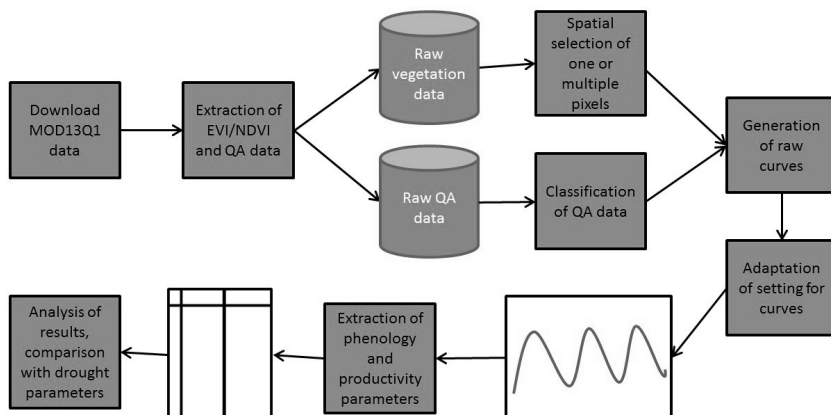 Download
MOD13Q1
data
Extraction of
EVI/NDVI
and QA data
Raw
vegetation
data
Spatial
selection of
one or
multiple
pixels
Raw QA
data
Classification
of QA data
Generation
of raw
curves
Adaptation
of setting for
curves
Extraction of
phenology
and
productivity
parameters
Analysis of
results,
comparison
with drought
parameters